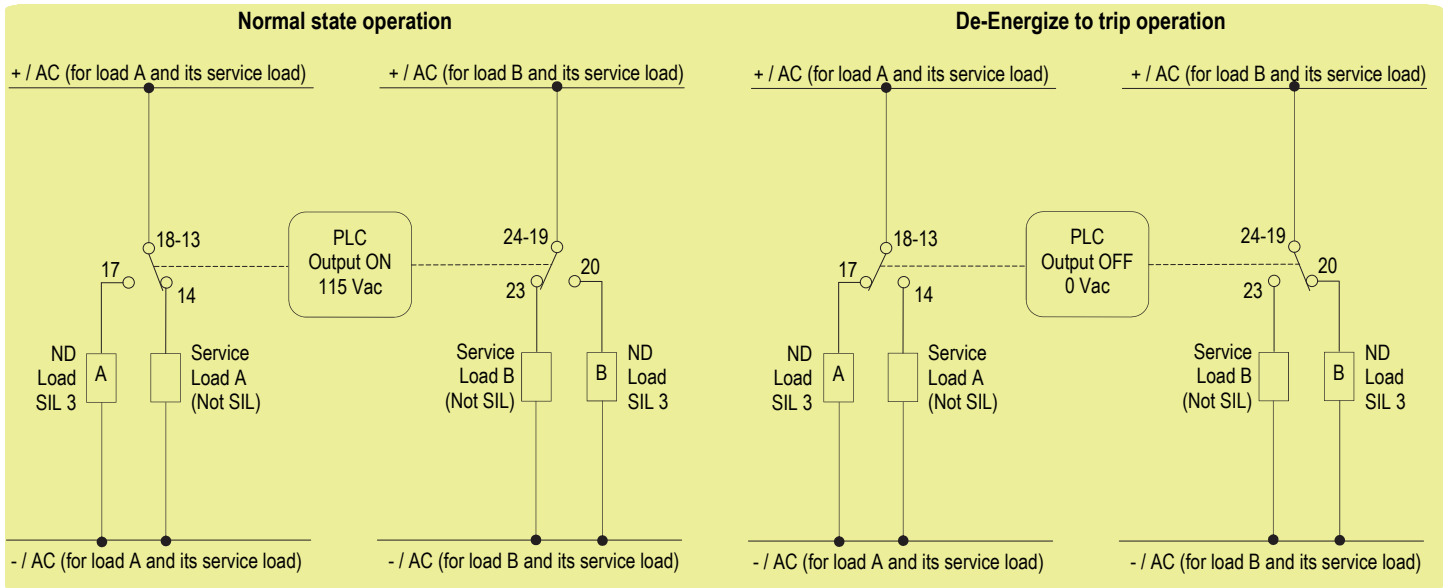 Normal state operation
+ / AC (for load A and its service load)
+ / AC (for load B and its service load)
18-13
17
14
PLC
Output ON
115 Vac
24-19
23
20
ND
Load
SIL 3
A
Service
Load A
(Not SIL)
Service
Load B
(Not SIL)
B
ND
Load
SIL 3
- / AC (for load A and its service load)
- / AC (for load B and its service load)
De-Energize to trip operation
+ / AC (for load A and its service load)
+ / AC (for load B and its service load)
18-13
17
14
PLC
Output OFF
0 Vac
24-19
23
20
ND
Load
SIL 3
A
Service
Load A
(Not SIL)
Service
Load B
(Not SIL)
B
ND
Load
SIL 3
- / AC (for load A and its service load)
- / AC (for load B and its service load)